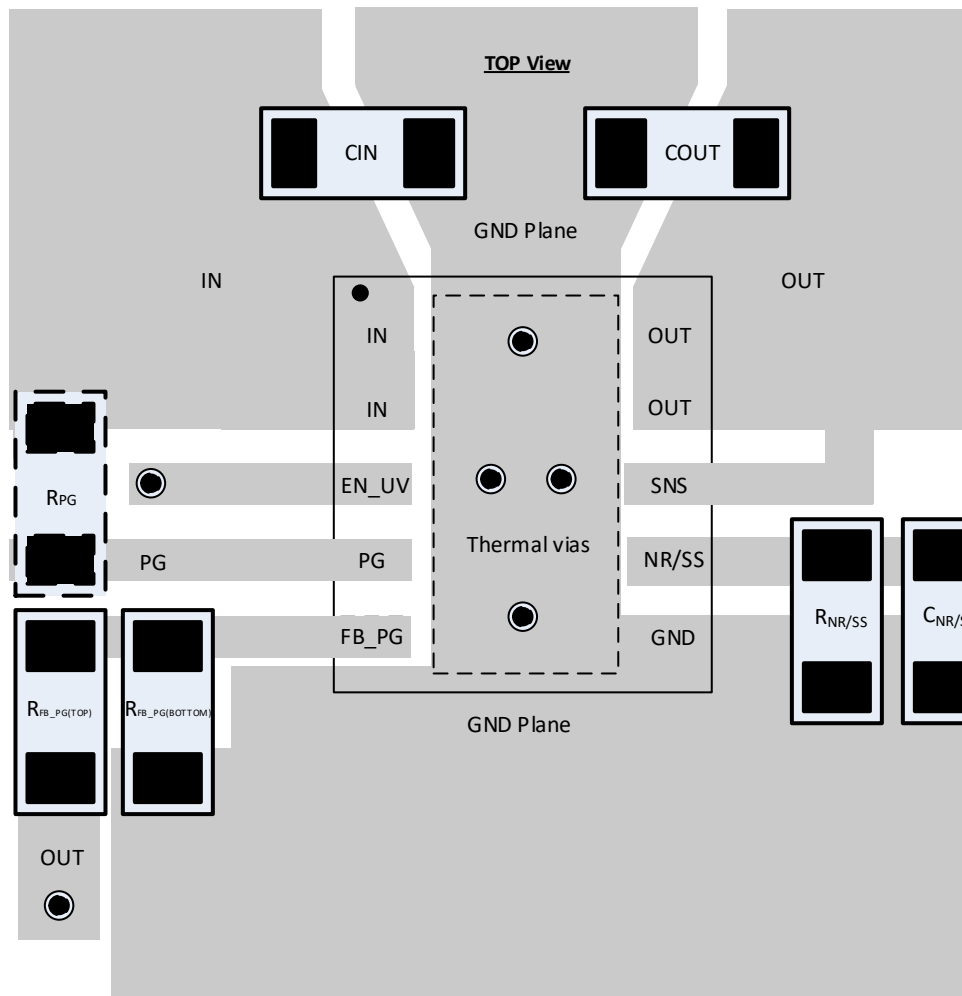 TOP View
CIN
COUT
GND Plane
IN
OUT
IN
OUT
IN
OUT
RPG
EN_UV
SNS
Thermal vias
PG
PG
NR/SS
FB_PG
GND
RNR/SS
CNR/S
RFB_PG(TOP)
RFB_PG(BOTTOM)
GND Plane
OUT